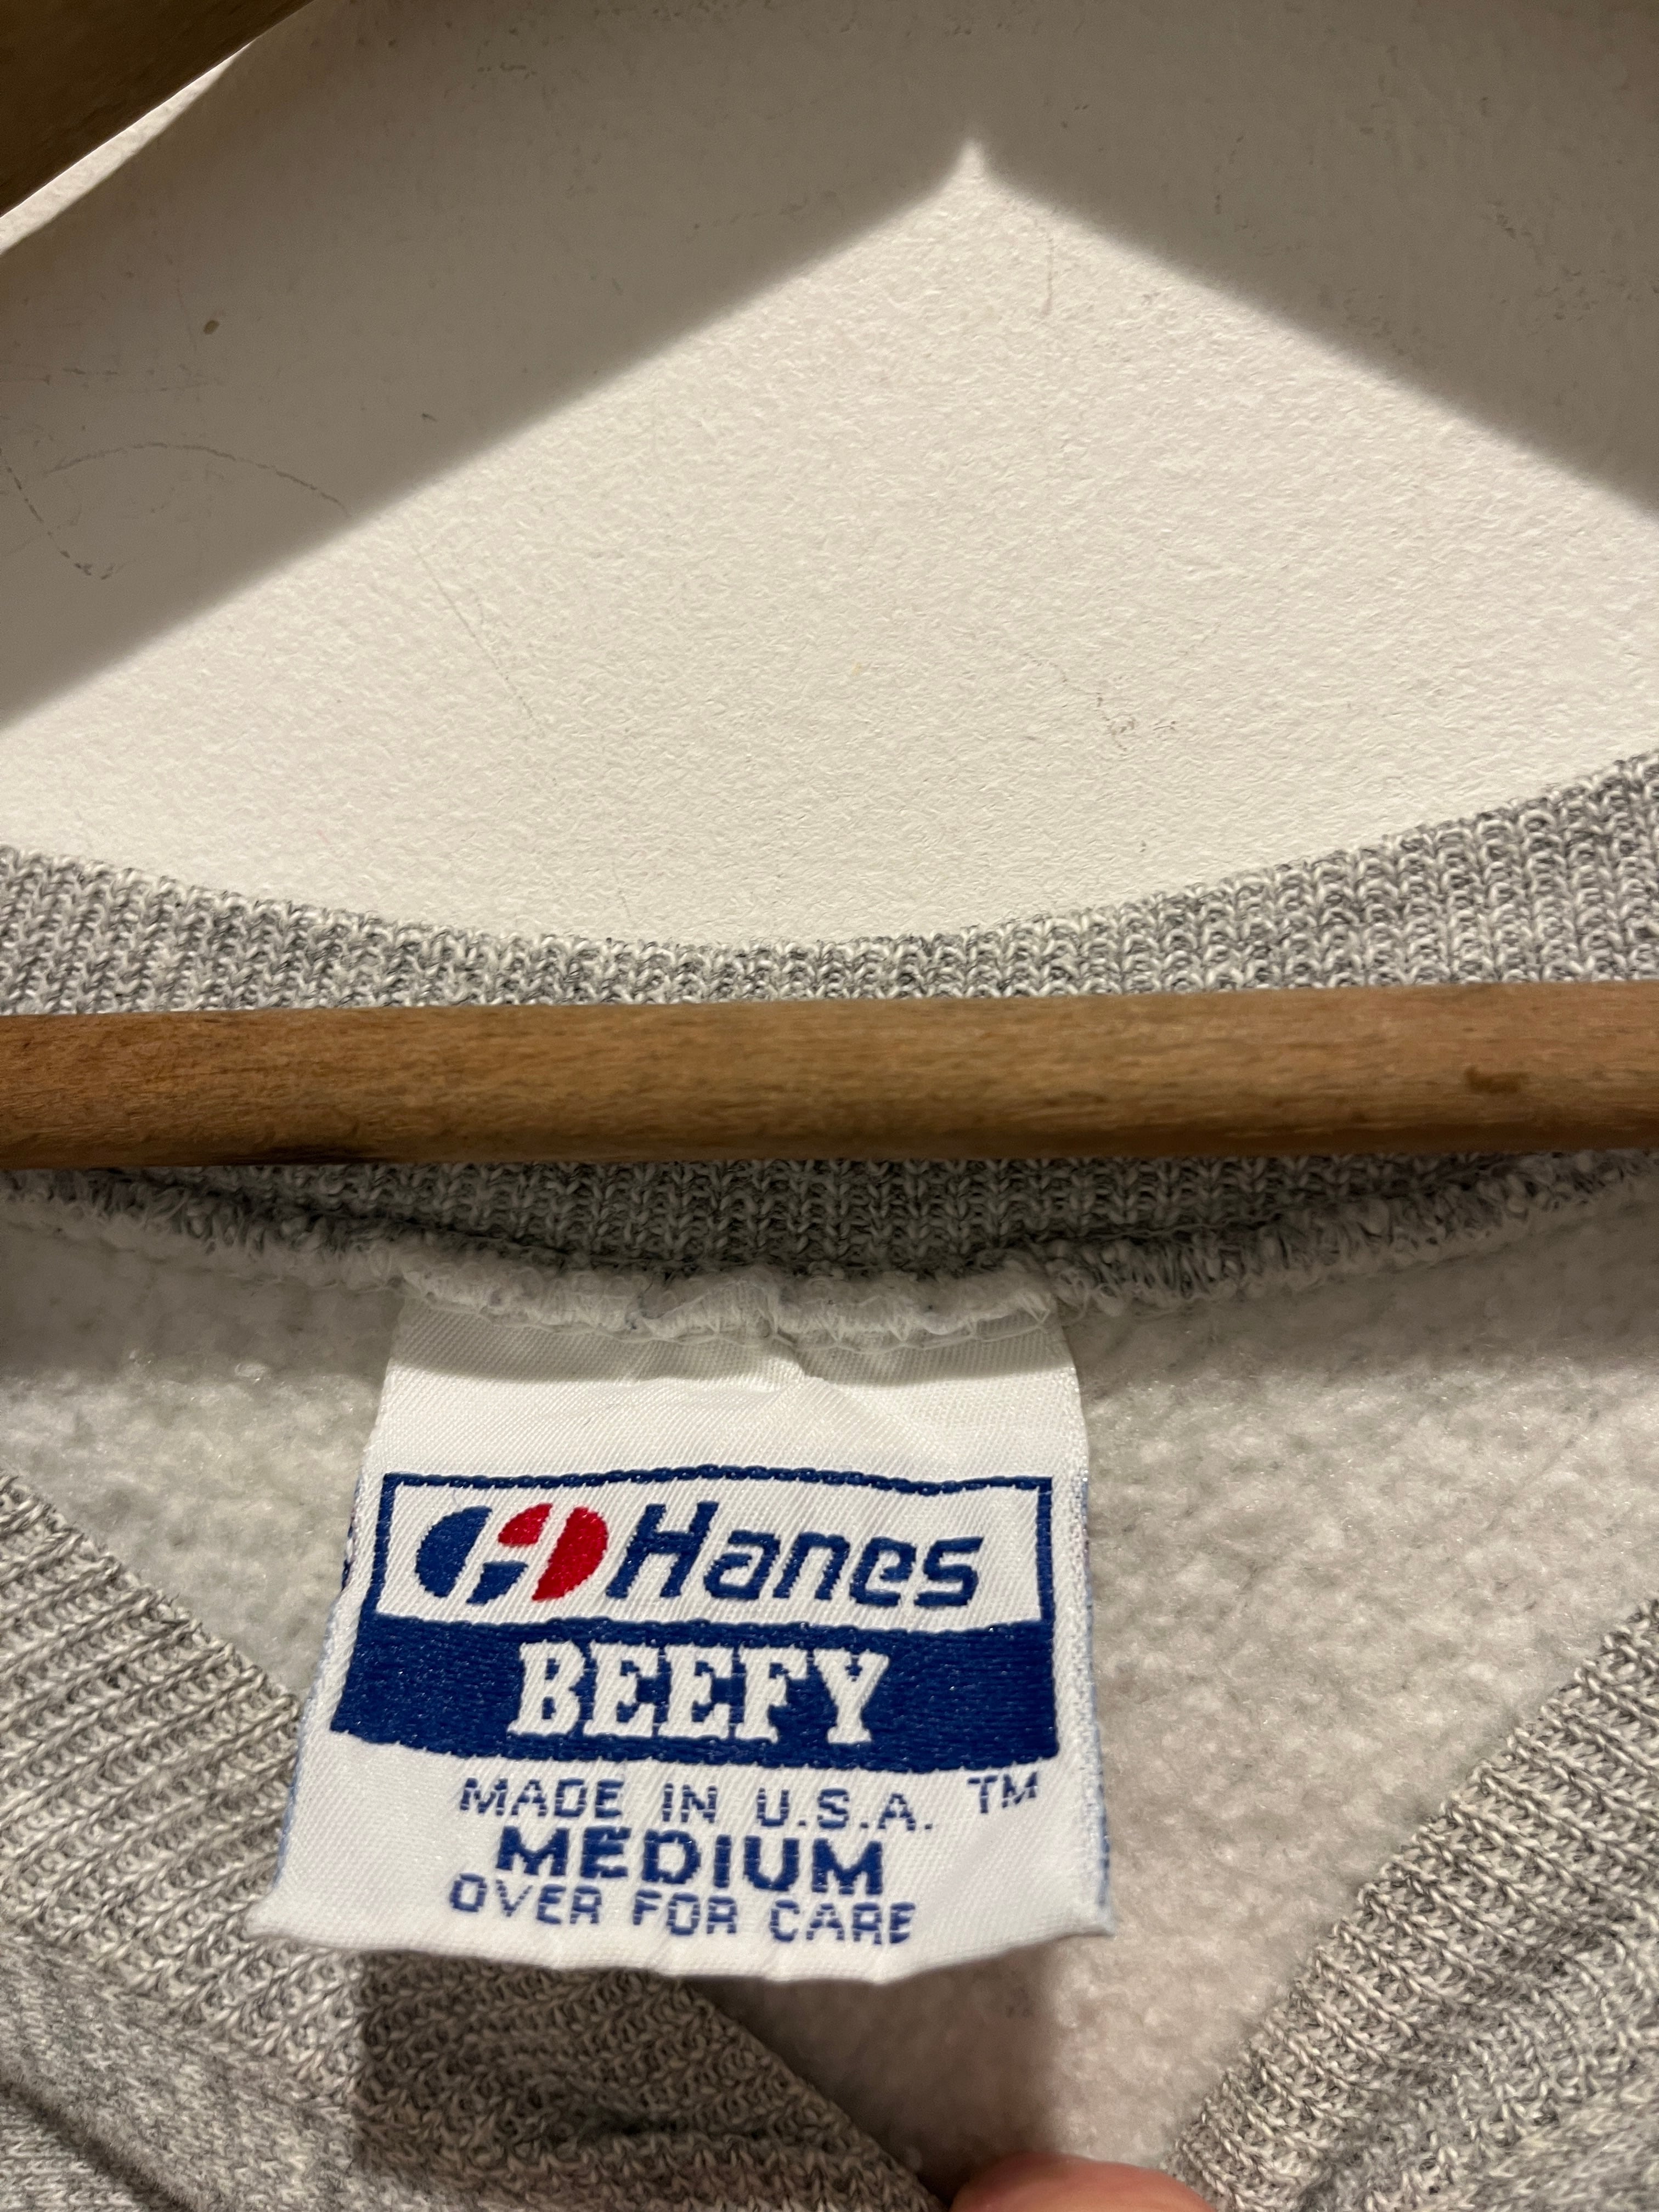 Hanes
BEEFY
MADE IN U.S.A. TM
MEDIUM
OVER FOR CARE